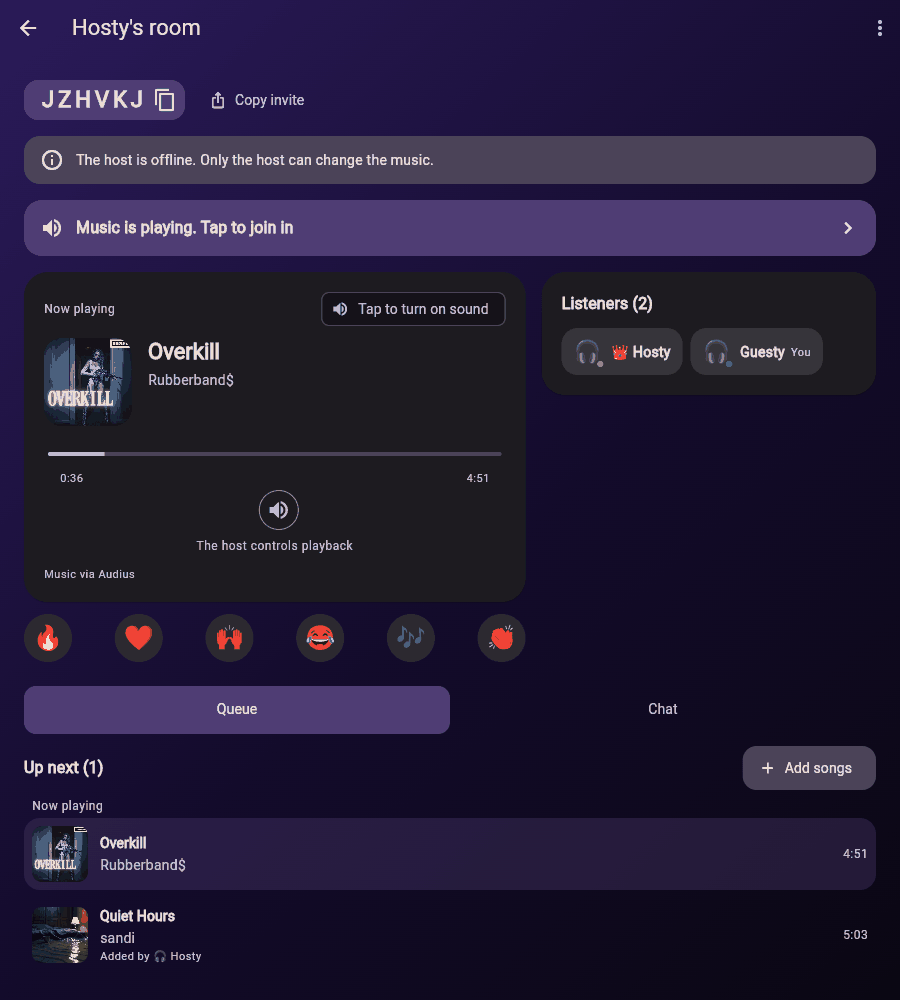 Hosty's room
JZHVKJ
Copy invite
The host is offline. Only the host can change the music.
Music is playing. Tap to join in
Now playing
Tap to turn on sound
OVERKILL
Overkill
Rubberband$
0:36
4:51
The host controls playback
Music via Audius
Listeners (2)
Hosty
Guesty You
Queue
Chat
Up next (1)
+ Add songs
Now playing
OVERKILL
Overkill
Rubberband$
4:51
Quiet Hours
sandi
Added by 🎧 Hosty
5:03